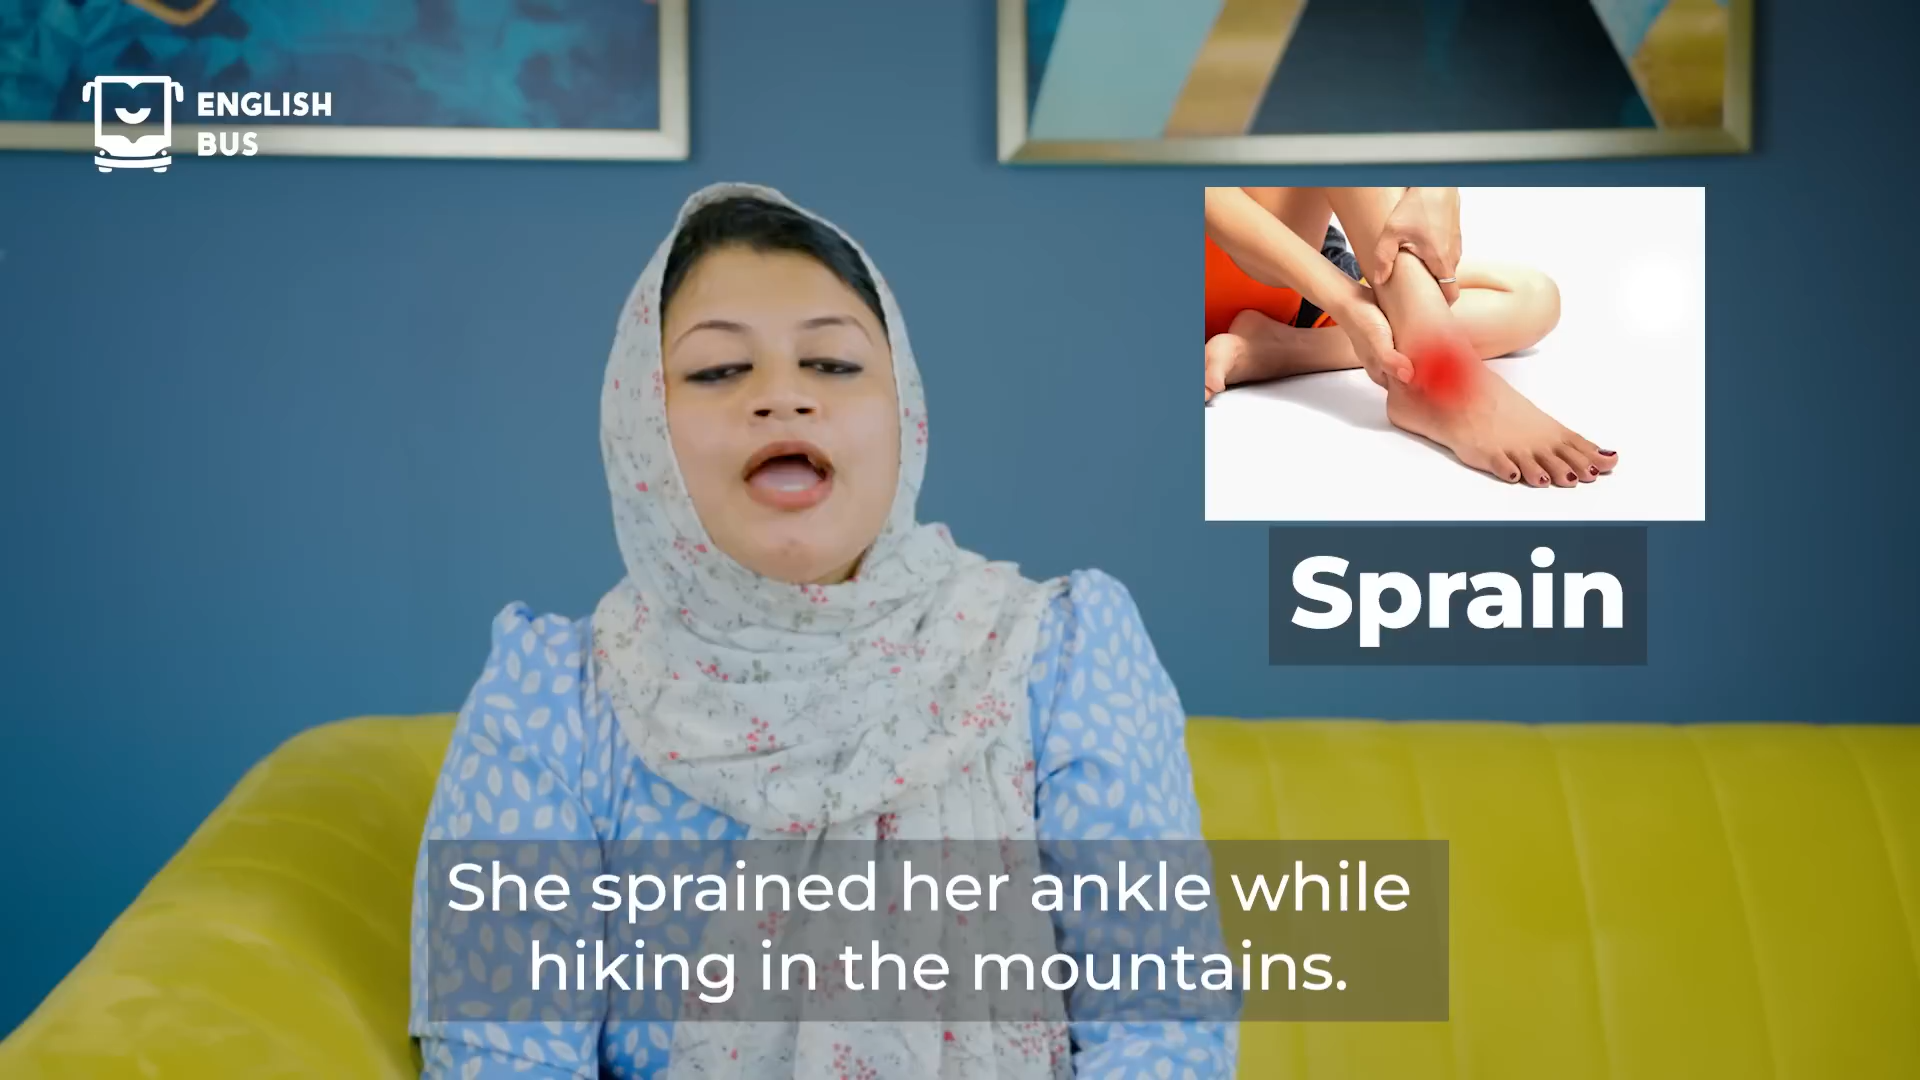 ENGLISH
BUS
Sprain
She sprained her ankle while
hiking in the mountains.